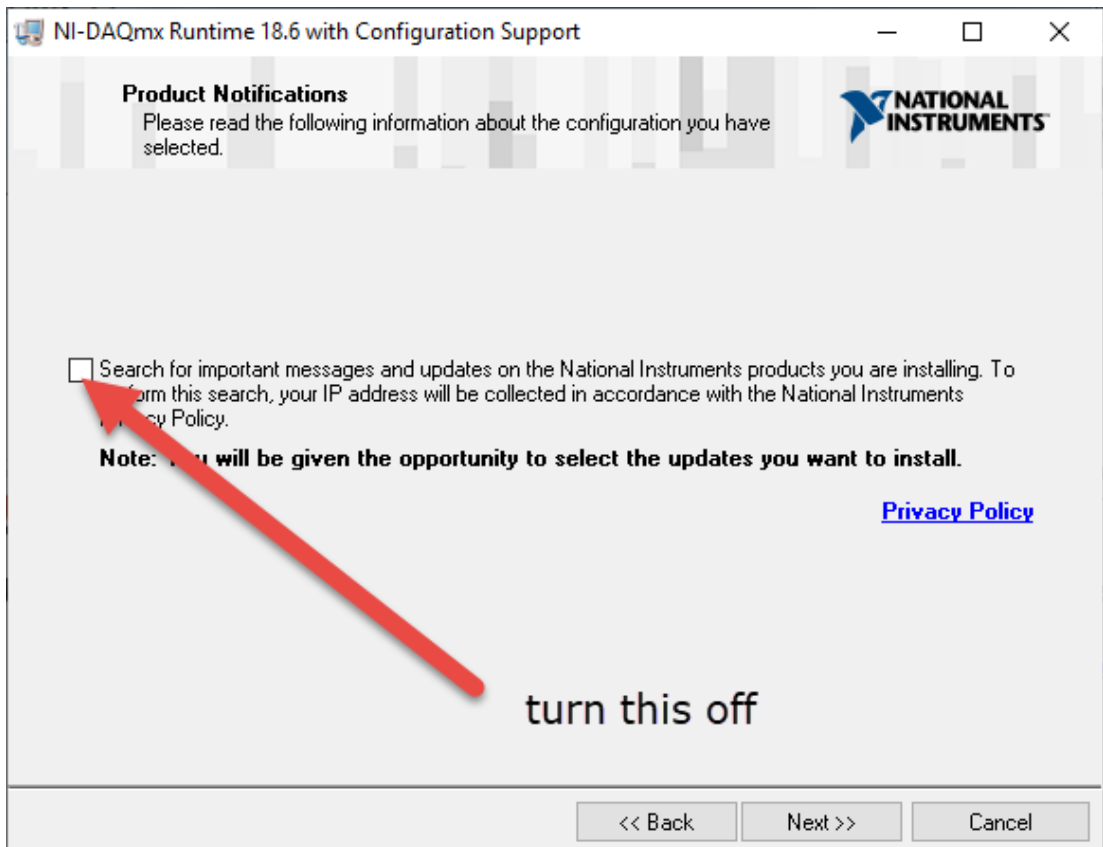 NI-DAQmx Runtime 18.6 with Configuration Support
Product Notifications
Please read the following information about the configuration you have
selected.
NATIONAL
INSTRUMENTS
Search for important messages and updates on the National Instruments products you are installing. To
form this search, your IP address will be collected in accordance with the National Instruments
Policy.
Note: will be given the opportunity to select the updates you want to install.
Privacy Policy
turn this off
<< Back
Next >>
Cancel